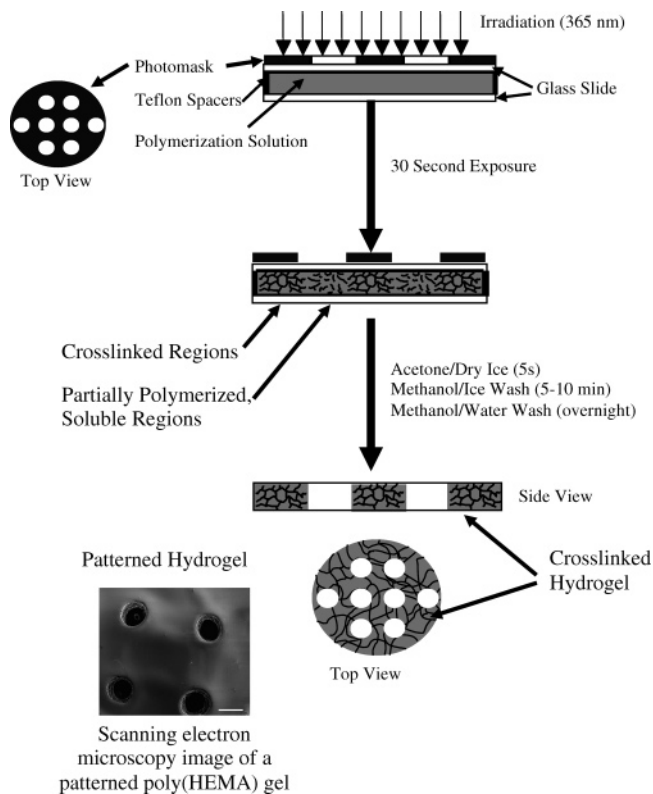 Irradiation (365 nm)
Photomask
Teflon Spacers
Glass Slide
Polymerization Solution
Top View
30 Second Exposure
Crosslinked Regions
Partially Polymerized,
Soluble Regions
Acetone/Dry Ice (5s)
Methanol/Ice Wash (5-10 min)
Methanol/Water Wash (overnight)
Side View
Patterned Hydrogel
Crosslinked
Hydrogel
Top View
Scanning electron
microscopy image of a
patterned poly(HEMA) gel